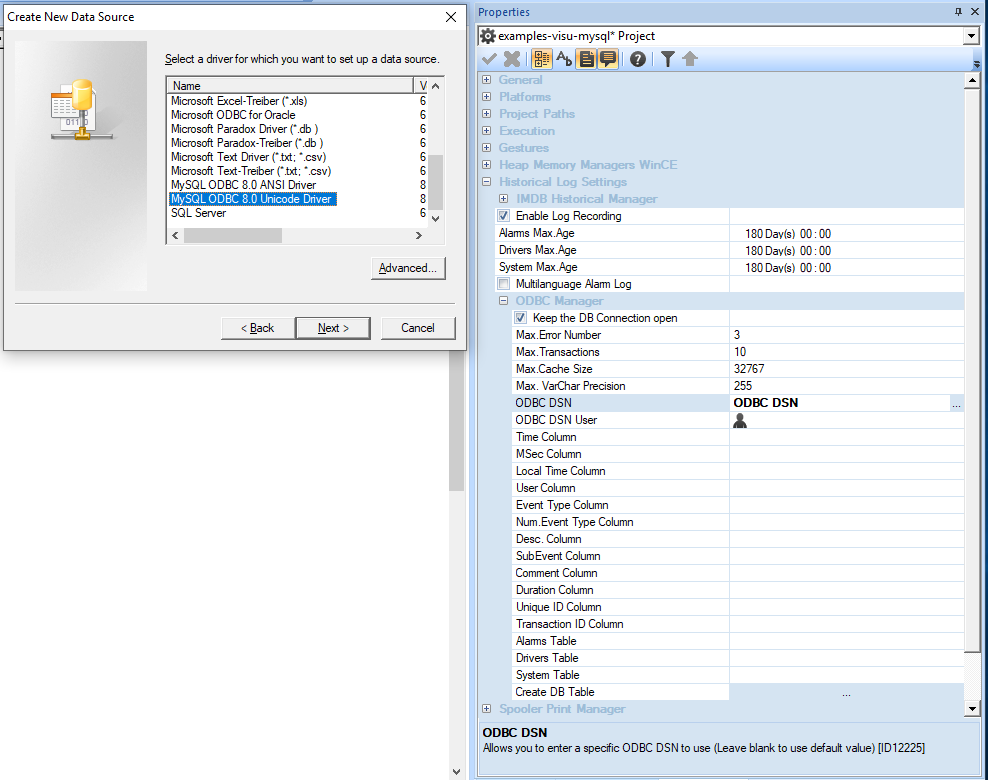 Create New Data Source
Select a driver for which you want to set up a data source.
Name V
Microsoft Excel-Treiber (*.xls) 6
Microsoft ODBC for Oracle 6
Microsoft Paradox Driver (*.db ) 6
Microsoft Paradox-Treiber (*.db ) 6
Microsoft Text Driver (*.txt; *.csv) 6
Microsoft Text-Treiber (*.txt; *.csv) 6
MySQL ODBC 8.0 ANSI Driver 8
MySQL ODBC 8.0 Unicode Driver 8
SQL Server 6
Advanced...
< Back Next > Cancel
Properties
examples-visu-mysql* Project
General
Platforms
Project Paths
Execution
Gestures
Heap Memory Managers WinCE
Historical Log Settings
IMDB Historical Manager
Enable Log Recording
Alarms Max.Age 180 Day(s) 00 : 00
Drivers Max.Age 180 Day(s) 00 : 00
System Max.Age 180 Day(s) 00 : 00
Multilanguage Alarm Log
ODBC Manager
Keep the DB Connection open
Max.Error Number 3
Max.Transactions 10
Max.Cache Size 32767
Max. VarChar Precision 255
ODBC DSN ODBC DSN ...
ODBC DSN User
Time Column
MSec Column
Local Time Column
User Column
Event Type Column
Num.Event Type Column
Desc. Column
SubEvent Column
Comment Column
Duration Column
Unique ID Column
Transaction ID Column
Alarms Table
Drivers Table
System Table
Create DB Table ...
Spooler Print Manager
ODBC DSN
Allows you to enter a specific ODBC DSN to use (Leave blank to use default value) [ID12225]